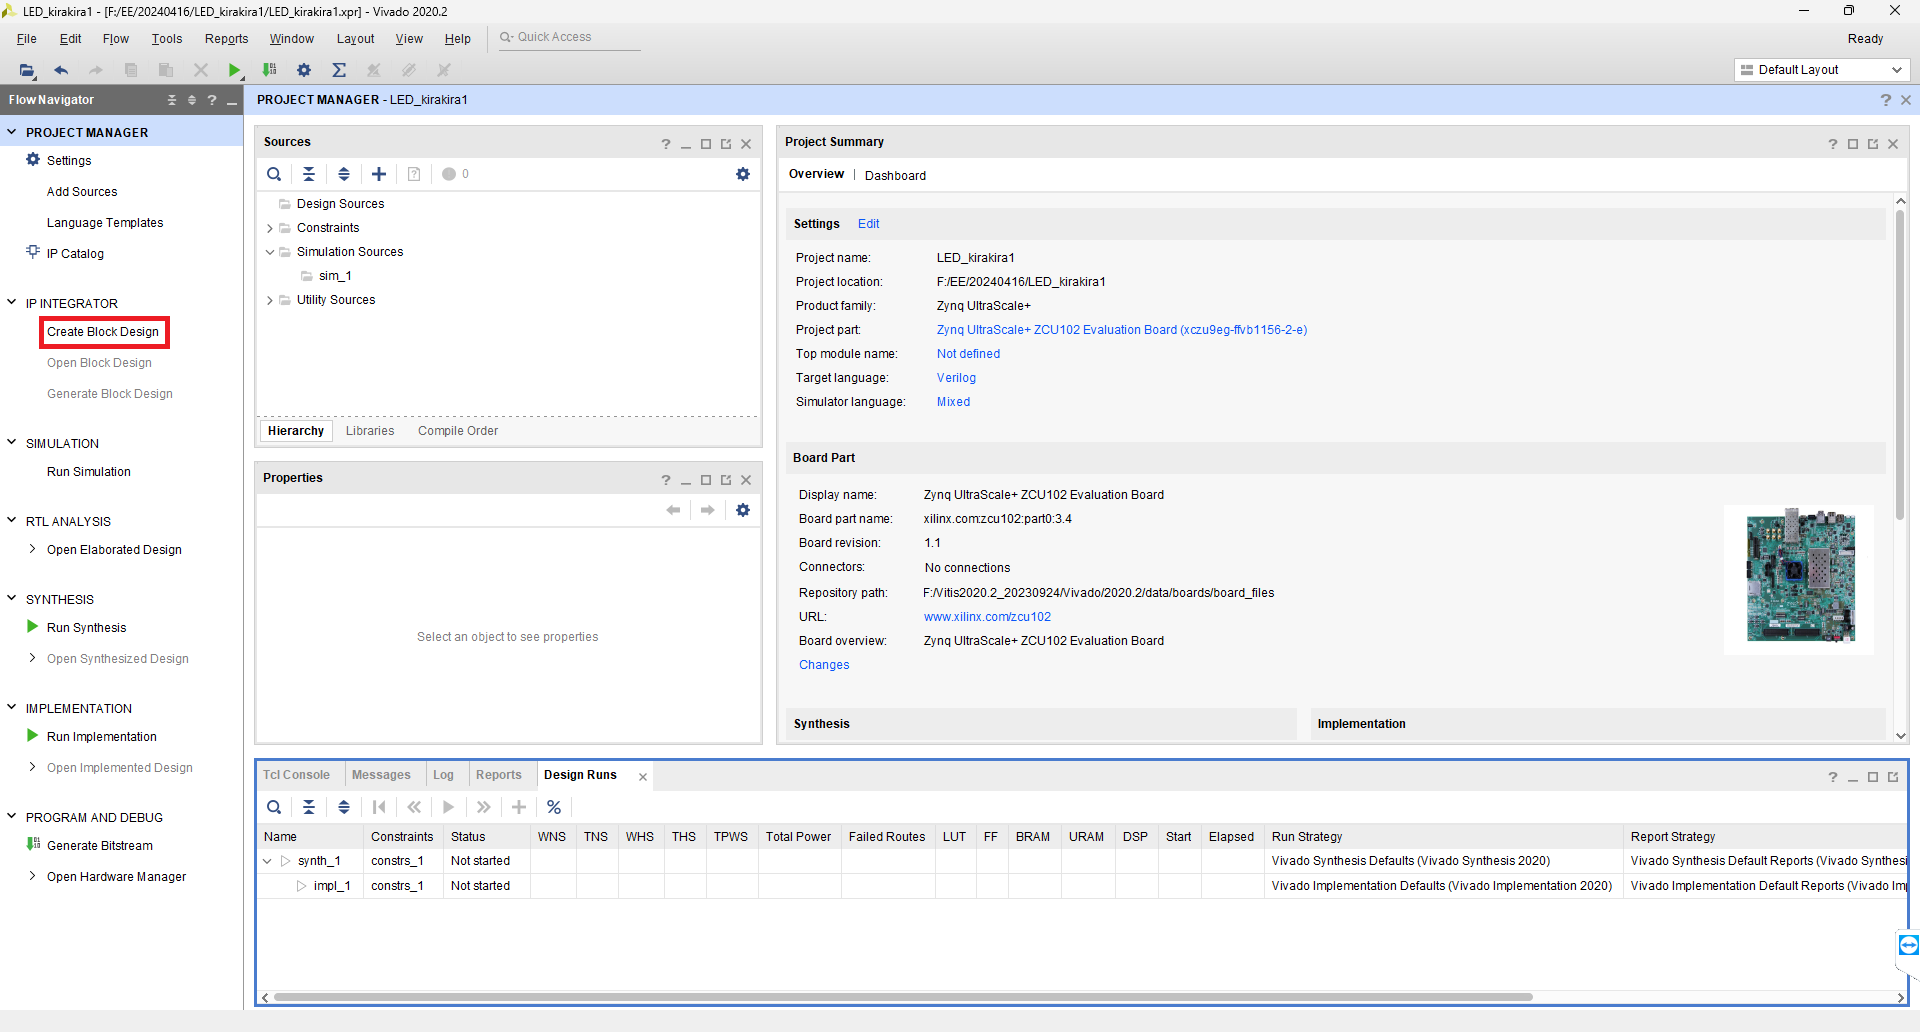 LED_kirakira1 - [F:/EE/20240416/LED_kirakira1/LED_kirakira1.xpr] - Vivado 2020.2
File Edit Flow Tools Reports Window Layout View Help Quick Access Ready
Default Layout
Flow Navigator
PROJECT MANAGER
Settings
Add Sources
Language Templates
IP Catalog
IP INTEGRATOR
Create Block Design
Open Block Design
Generate Block Design
SIMULATION
Run Simulation
RTL ANALYSIS
Open Elaborated Design
SYNTHESIS
Run Synthesis
Open Synthesized Design
IMPLEMENTATION
Run Implementation
Open Implemented Design
PROGRAM AND DEBUG
Generate Bitstream
Open Hardware Manager
PROJECT MANAGER - LED_kirakira1
Sources
0
Design Sources
Constraints
Simulation Sources
sim_1
Utility Sources
Hierarchy Libraries Compile Order
Properties
Select an object to see properties
Project Summary
Overview | Dashboard
Settings Edit
Project name: LED_kirakira1
Project location: F:/EE/20240416/LED_kirakira1
Product family: Zynq UltraScale+
Project part: Zynq UltraScale+ ZCU102 Evaluation Board (xczu9eg-ffvb1156-2-e)
Top module name: Not defined
Target language: Verilog
Simulator language: Mixed
Board Part
Display name: Zynq UltraScale+ ZCU102 Evaluation Board
Board part name: xilinx.com:zcu102:part0:3.4
Board revision: 1.1
Connectors: No connections
Repository path: F:/Vitis2020.2_20230924/Vivado/2020.2/data/boards/board_files
URL: www.xilinx.com/zcu102
Board overview: Zynq UltraScale+ ZCU102 Evaluation Board
Changes
Synthesis Implementation
Tcl Console Messages Log Reports Design Runs
Name Constraints Status WNS TNS WHS THS TPWS Total Power Failed Routes LUT FF BRAM URAM DSP Start Elapsed Run Strategy Report Strategy
synth_1 constrs_1 Not started Vivado Synthesis Defaults (Vivado Synthesis 2020) Vivado Synthesis Default Reports (Vivado Synthesi
impl_1 constrs_1 Not started Vivado Implementation Defaults (Vivado Implementation 2020) Vivado Implementation Default Reports (Vivado Im